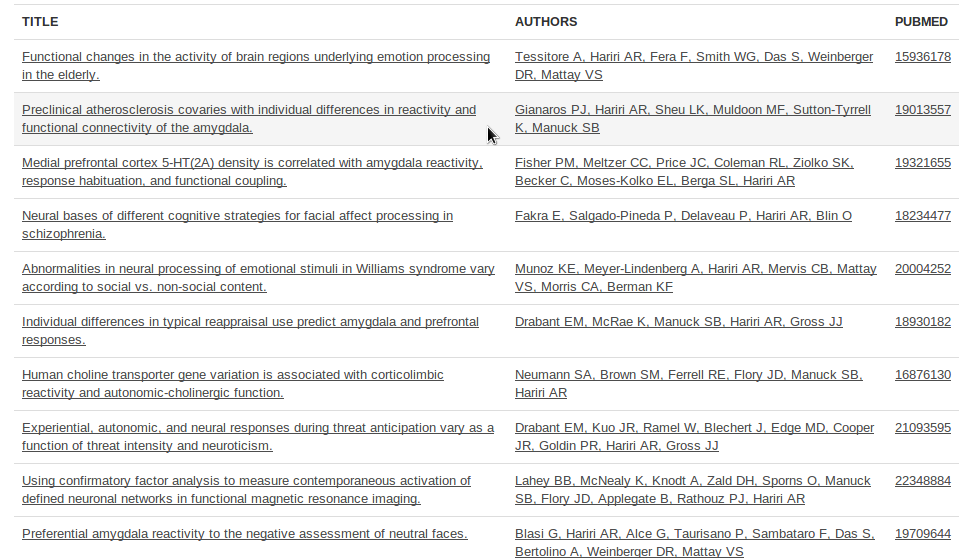 TITLE AUTHORS PUBMED
Functional changes in the activity of brain regions underlying emotion processing Tessitore A, Hariri AR, Fera F, Smith WG, Das S, Weinberger 15936178
in the elderly. DR, Mattay VS
Preclinical atherosclerosis covaries with individual differences in reactivity and Gianaros PJ, Hariri AR, Sheu LK, Muldoon MF, Sutton-Tyrrell 19013557
functional connectivity of the amygdala. K, Manuck SB
Medial prefrontal cortex 5-HT(2A) density is correlated with amygdala reactivity, Fisher PM, Meltzer CC, Price JC, Coleman RL, Ziolko SK, 19321655
response habituation, and functional coupling. Becker C, Moses-Kolko EL, Berga SL, Hariri AR
Neural bases of different cognitive strategies for facial affect processing in Fakra E, Salgado-Pineda P, Delaveau P, Hariri AR, Blin O 18234477
schizophrenia.
Abnormalities in neural processing of emotional stimuli in Williams syndrome vary Munoz KE, Meyer-Lindenberg A, Hariri AR, Mervis CB, Mattay 20004252
according to social vs. non-social content. VS, Morris CA, Berman KF
Individual differences in typical reappraisal use predict amygdala and prefrontal Drabant EM, McRae K, Manuck SB, Hariri AR, Gross JJ 18930182
responses.
Human choline transporter gene variation is associated with corticolimbic Neumann SA, Brown SM, Ferrell RE, Flory JD, Manuck SB, 16876130
reactivity and autonomic-cholinergic function. Hariri AR
Experiential, autonomic, and neural responses during threat anticipation vary as a Drabant EM, Kuo JR, Ramel W, Blechert J, Edge MD, Cooper 21093595
function of threat intensity and neuroticism. JR, Goldin PR, Hariri AR, Gross JJ
Using confirmatory factor analysis to measure contemporaneous activation of Lahey BB, McNealy K, Knodt A, Zald DH, Sporns O, Manuck 22348884
defined neuronal networks in functional magnetic resonance imaging. SB, Flory JD, Applegate B, Rathouz PJ, Hariri AR
Preferential amygdala reactivity to the negative assessment of neutral faces. Blasi G, Hariri AR, Alce G, Taurisano P, Sambataro F, Das S, 19709644
Bertolino A, Weinberger DR, Mattay VS